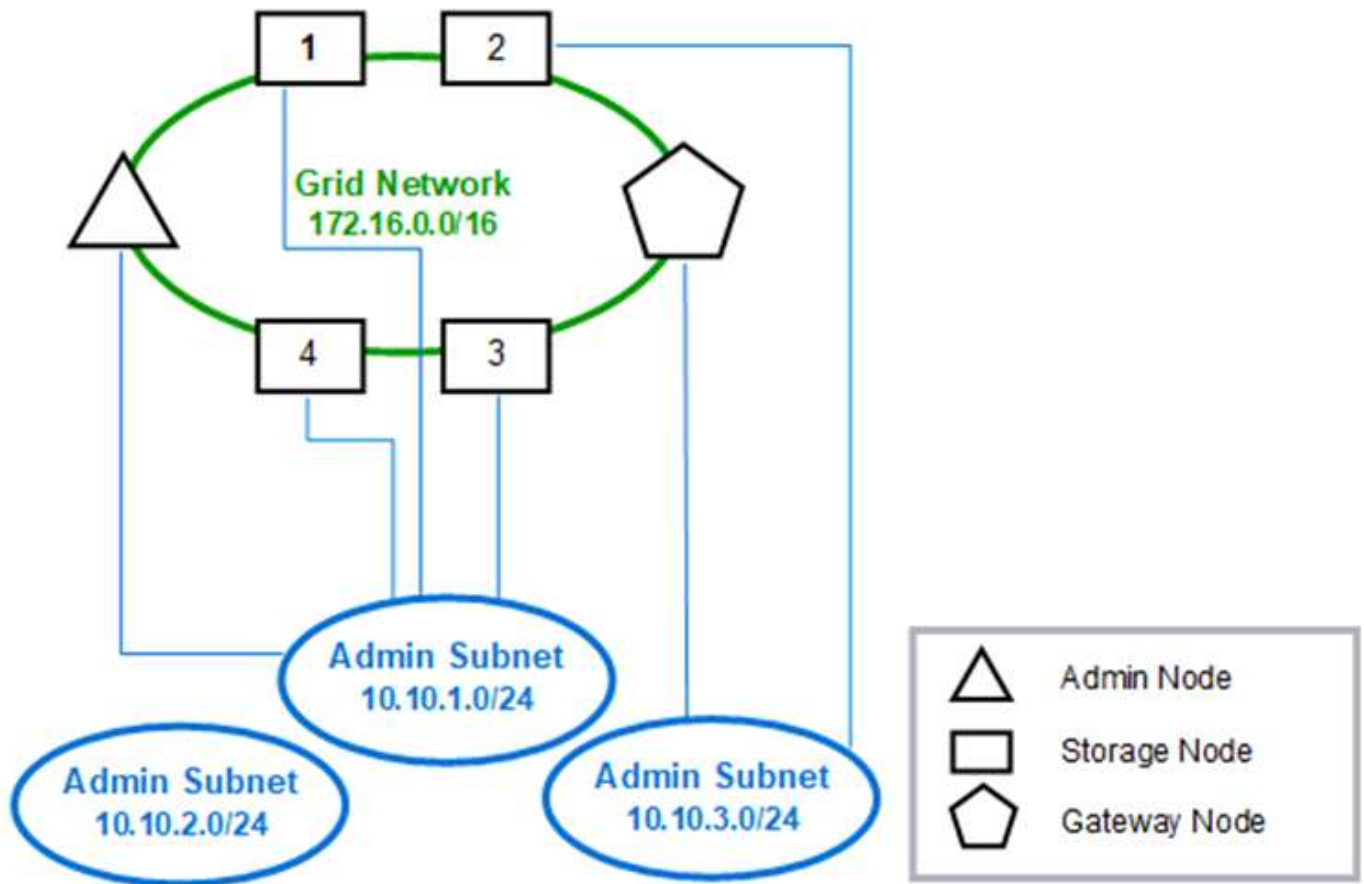 1
2
Grid Network
172.16.0.0/16
4
3
Admin Subnet
10.10.1.0/24
Admin Subnet
10.10.2.0/24
Admin Subnet
10.10.3.0/24
Admin Node
Storage Node
Gateway Node